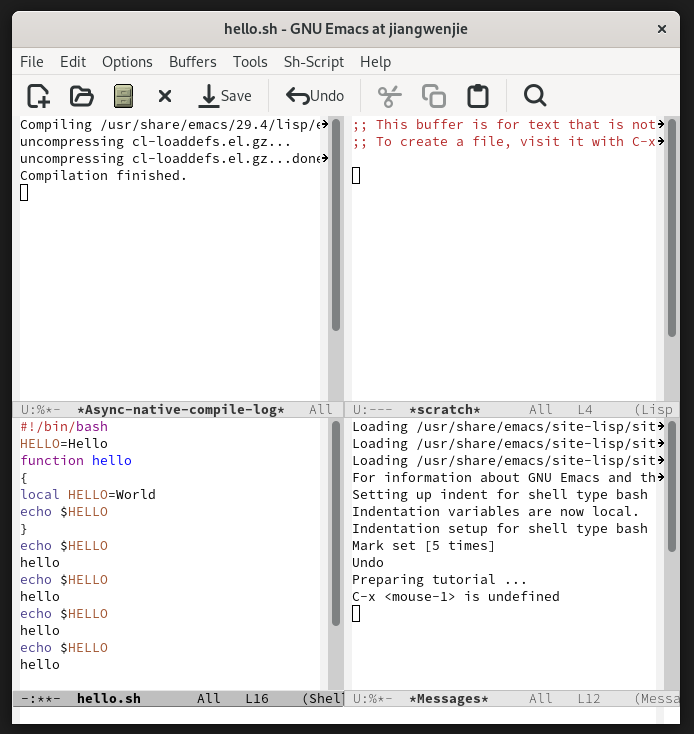 hello.sh - GNU Emacs at jiangwenjie
File Edit Options Buffers Tools Sh-Script Help
Save Undo
Compiling /usr/share/emacs/29.4/lisp/e
uncompressing cl-loaddefs.el.gz...
uncompressing cl-loaddefs.el.gz...done
Compilation finished.
U:%*- *Async-native-compile-log* All
;; This buffer is for text that is not
;; To create a file, visit it with C-x
U:--- *scratch* All L4 (Lisp
#!/bin/bash
HELLO=Hello
function hello
{
local HELLO=World
echo $HELLO
}
echo $HELLO
hello
echo $HELLO
hello
echo $HELLO
hello
echo $HELLO
hello
-:**- hello.sh All L16 (Shel
Loading /usr/share/emacs/site-lisp/sit
Loading /usr/share/emacs/site-lisp/sit
Loading /usr/share/emacs/site-lisp/sit
For information about GNU Emacs and th
Setting up indent for shell type bash
Indentation variables are now local.
Indentation setup for shell type bash
Mark set [5 times]
Undo
Preparing tutorial ...
C-x <mouse-1> is undefined
U:%*- *Messages* All L12 (Messa